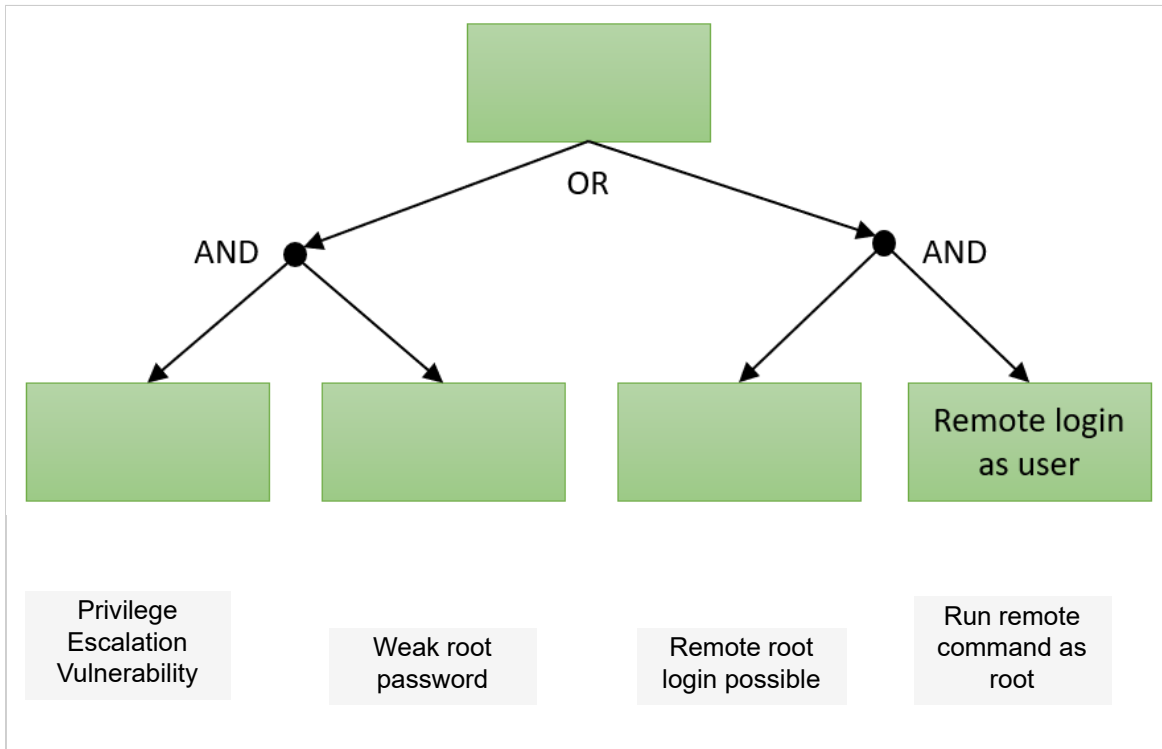 OR
AND
AND
Remote login
as user
Privilege
Escalation
Vulnerability
Weak root
password
Remote root
login possible
Run remote
command as
root